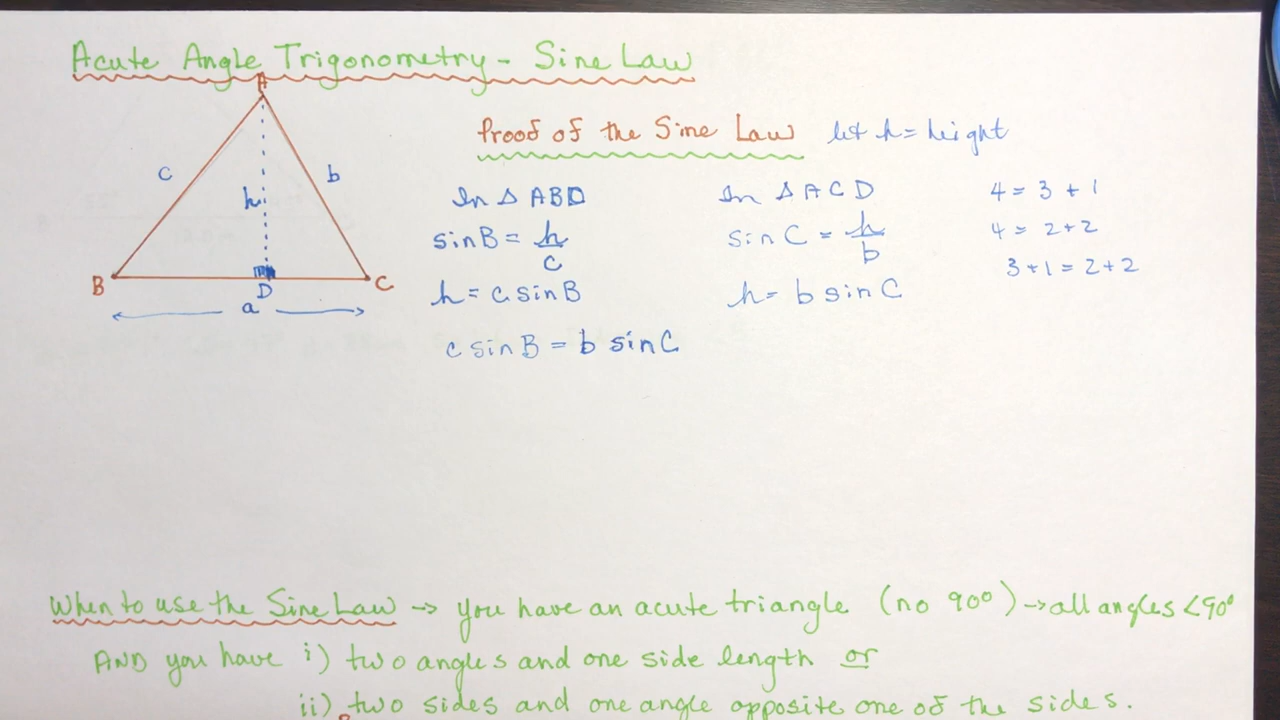 Acute Angle Trigonometry - Sine Law
A
Proof of the Sine Law let h = height
c
b
h
B
D
C
a
In △ ABD
sinB = h/c
h = c sinB
In △ ACD
sin C = h/b
h = b sin C
4 = 3 + 1
4 = 2+2
3+1 = 2+2
c sinB = b sinC
When to use the Sine Law → you have an acute triangle (no 90°) → all angles <90°
AND you have i) two angles and one side length or
ii) two sides and one angle opposite one of the sides.